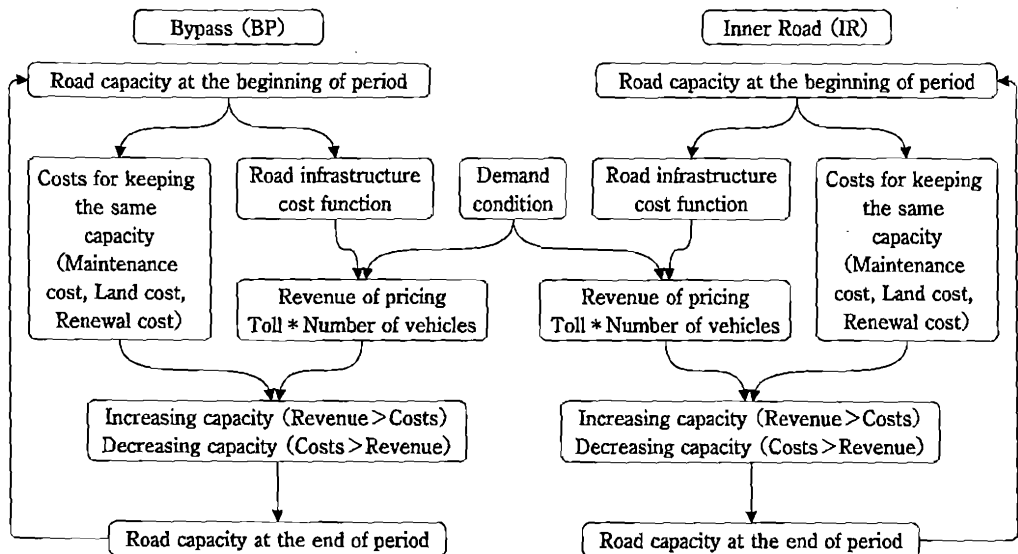 Bypass (BP)
Inner Road (IR)
Road capacity at the beginning of period
Road capacity at the beginning of period
Costs for keeping
the same
capacity
(Maintenance
cost, Land cost,
Renewal cost)
Road infrastructure
cost function
Demand
condition
Road infrastructure
cost function
Costs for keeping
the same
capacity
(Maintenance
cost, Land cost,
Renewal cost)
Revenue of pricing
Toll * Number of vehicles
Revenue of pricing
Toll * Number of vehicles
Increasing capacity (Revenue > Costs)
Decreasing capacity (Costs > Revenue)
Increasing capacity (Revenue > Costs)
Decreasing capacity (Costs > Revenue)
Road capacity at the end of period
Road capacity at the end of period